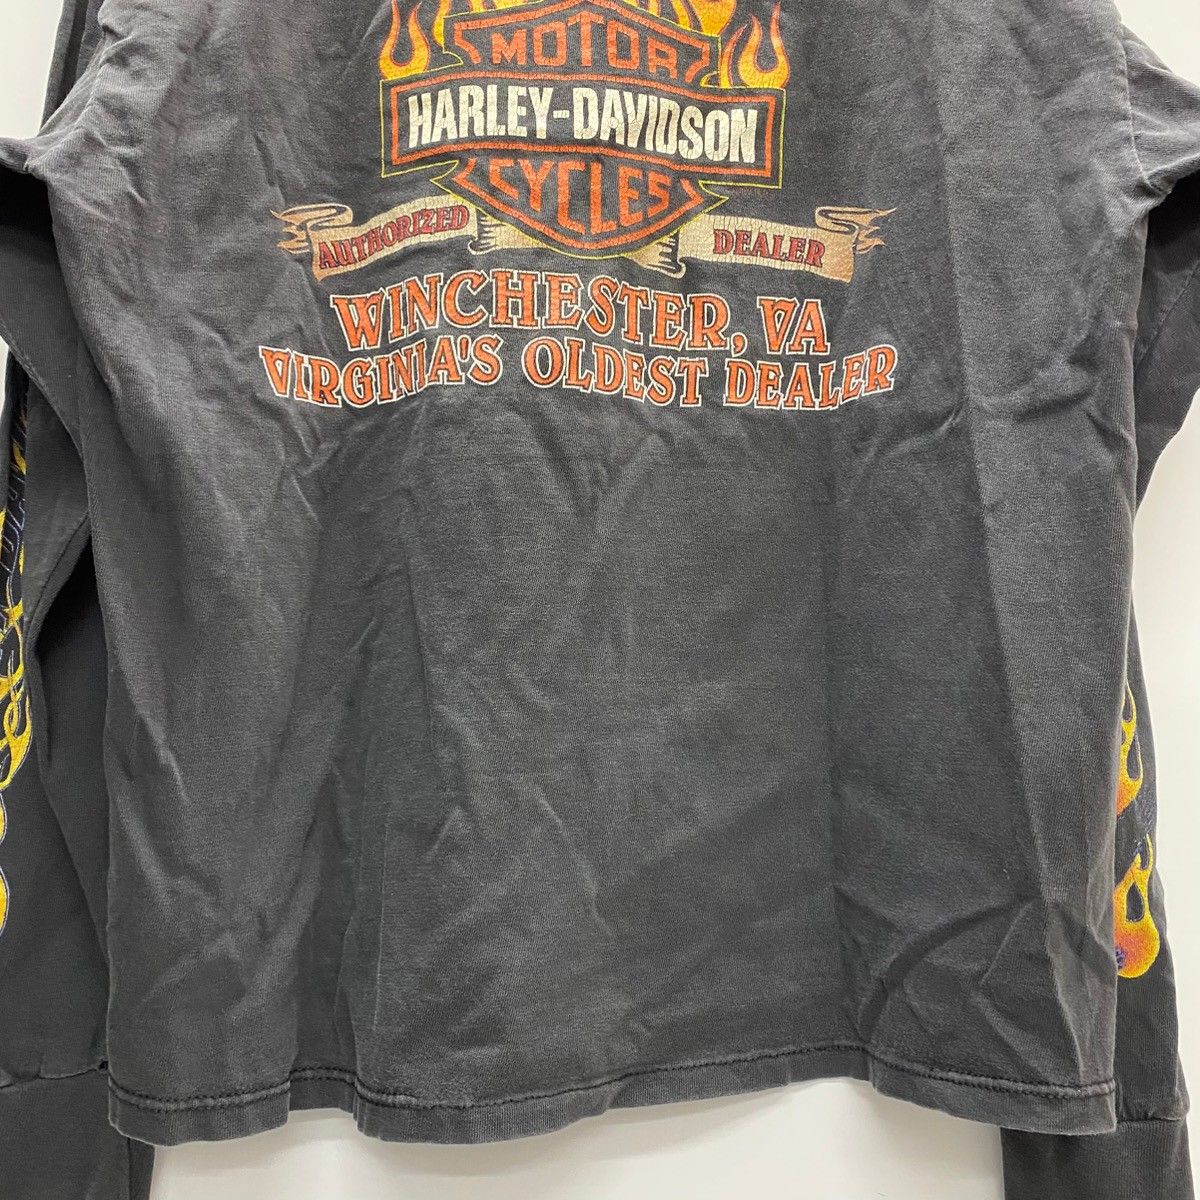 MOTOR
HARLEY-DAVIDSON
CYCLES
AUTHORIZED DEALER
WINCHESTER, VA
VIRGINIA'S OLDEST DEALER